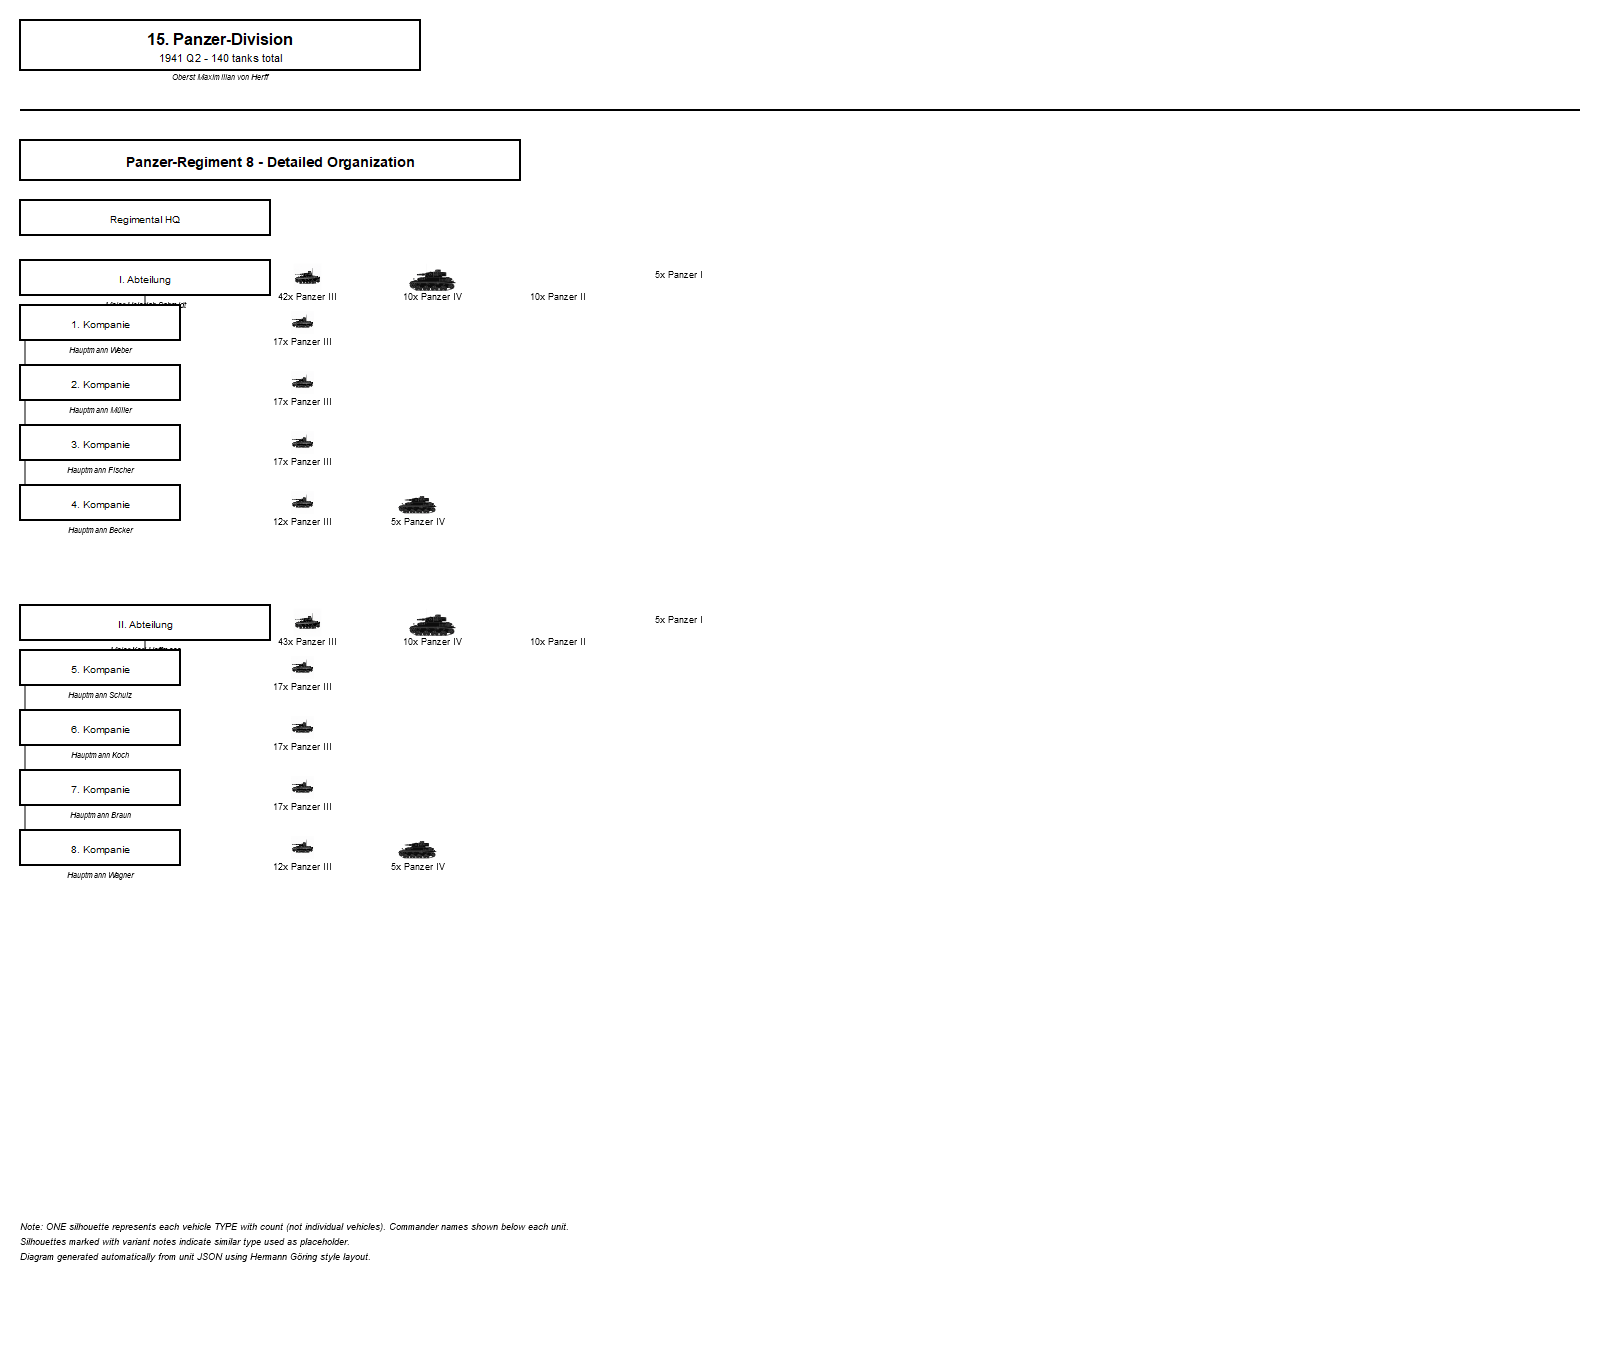 15. Panzer-Division
1941 Q2 - 140 tanks total
Oberst Maximilian von Herff
Panzer-Regiment 8 - Detailed Organization
Regimental HQ
I. Abteilung
42x Panzer III
10x Panzer IV
10x Panzer II
5x Panzer I
1. Kompanie
17x Panzer III
Hauptmann Weber
2. Kompanie
17x Panzer III
Hauptmann Müller
3. Kompanie
17x Panzer III
Hauptmann Fischer
4. Kompanie
12x Panzer III
5x Panzer IV
Hauptmann Becker
II. Abteilung
43x Panzer III
10x Panzer IV
10x Panzer II
5x Panzer I
5. Kompanie
17x Panzer III
Hauptmann Schulz
6. Kompanie
17x Panzer III
Hauptmann Koch
7. Kompanie
17x Panzer III
Hauptmann Braun
8. Kompanie
12x Panzer III
5x Panzer IV
Hauptmann Wagner
Note: ONE silhouette represents each vehicle TYPE with count (not individual vehicles). Commander names shown below each unit.
Silhouettes marked with variant notes indicate similar type used as placeholder.
Diagram generated automatically from unit JSON using Hermann Göring style layout.